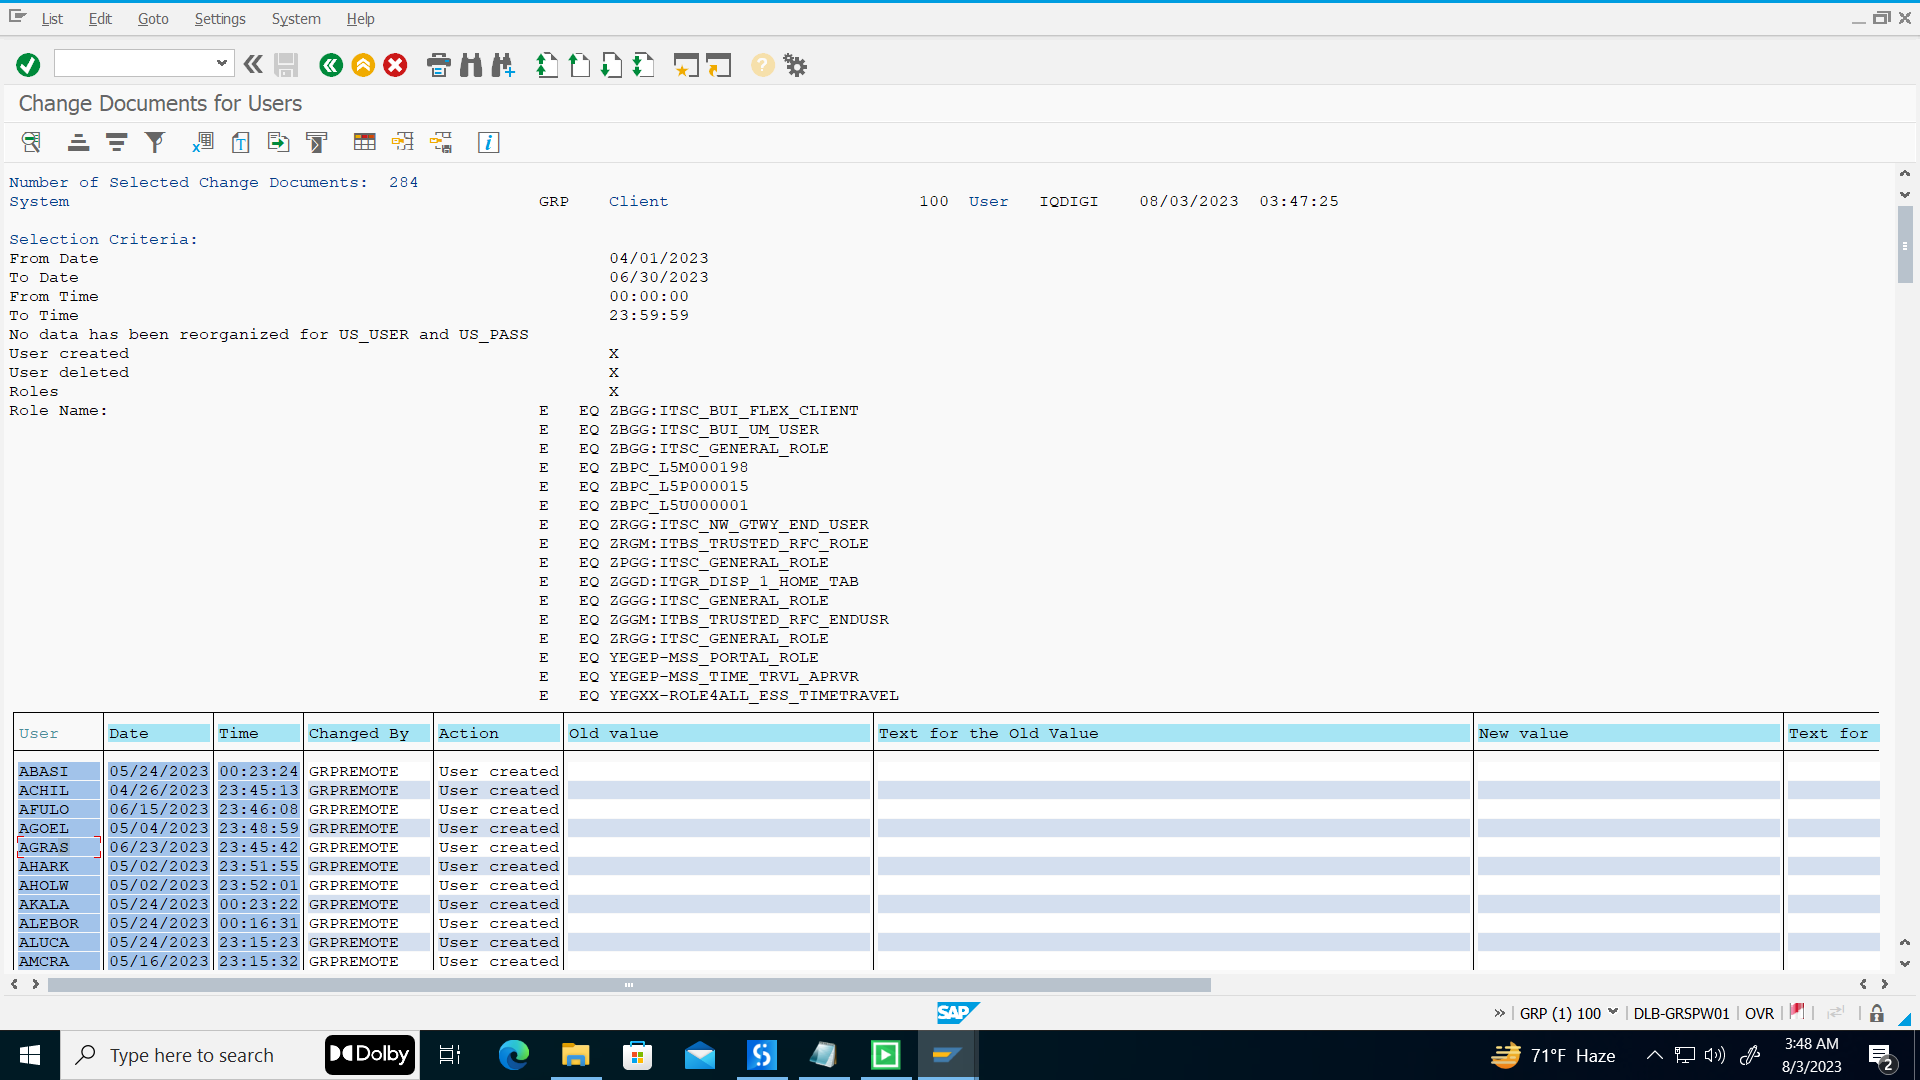 List Edit Goto Settings System Help
Change Documents for Users
Number of Selected Change Documents: 284
System GRP Client 100 User IQDIGI 08/03/2023 03:47:25
Selection Criteria:
From Date 04/01/2023
To Date 06/30/2023
From Time 00:00:00
To Time 23:59:59
No data has been reorganized for US_USER and US_PASS
User created X
User deleted X
Roles X
Role Name: E EQ ZBGG:ITSC_BUI_FLEX_CLIENT
E EQ ZBGG:ITSC_BUI_UM_USER
E EQ ZBGG:ITSC_GENERAL_ROLE
E EQ ZBPC_L5M000198
E EQ ZBPC_L5P000015
E EQ ZBPC_L5U000001
E EQ ZRGG:ITSC_NW_GTWY_END_USER
E EQ ZRGM:ITBS_TRUSTED_RFC_ROLE
E EQ ZPGG:ITSC_GENERAL_ROLE
E EQ ZGGD:ITGR_DISP_1_HOME_TAB
E EQ ZGGG:ITSC_GENERAL_ROLE
E EQ ZGGM:ITBS_TRUSTED_RFC_ENDUSR
E EQ ZRGG:ITSC_GENERAL_ROLE
E EQ YEGEP-MSS_PORTAL_ROLE
E EQ YEGEP-MSS_TIME_TRVL_APRVR
E EQ YEGXX-ROLE4ALL_ESS_TIMETRAVEL
User Date Time Changed By Action Old value Text for the Old Value New value Text for
ABASI 05/24/2023 00:23:24 GRPREMOTE User created
ACHIL 04/26/2023 23:45:13 GRPREMOTE User created
AFULO 06/15/2023 23:46:08 GRPREMOTE User created
AGOEL 05/04/2023 23:48:59 GRPREMOTE User created
AGRAS 06/23/2023 23:45:42 GRPREMOTE User created
AHARK 05/02/2023 23:51:55 GRPREMOTE User created
AHOLW 05/02/2023 23:52:01 GRPREMOTE User created
AKALA 05/24/2023 00:23:22 GRPREMOTE User created
ALEBOR 05/24/2023 00:16:31 GRPREMOTE User created
ALUCA 05/24/2023 23:15:23 GRPREMOTE User created
AMCRA 05/16/2023 23:15:32 GRPREMOTE User created
SAP » GRP (1) 100 DLB-GRSPW01 OVR
Type here to search Dolby 71°F Haze 3:48 AM
8/3/2023 2